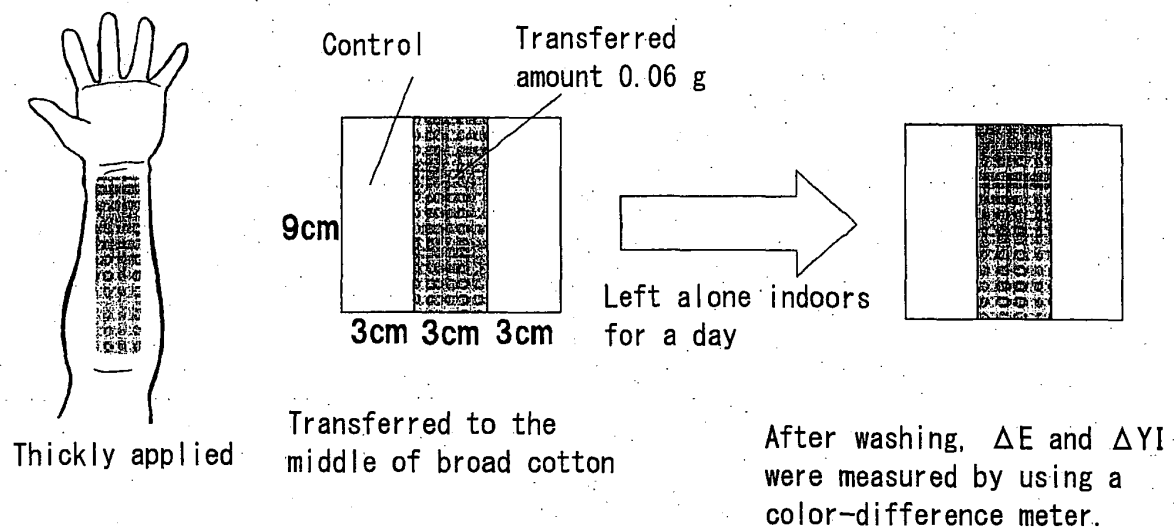 Control
Transferred
amount 0.06 g
9cm
3cm 3cm 3cm
Left alone indoors
for a day
Thickly applied
Transferred to the
middle of broad cotton
After washing, ΔE and ΔYI
were measured by using a
color-difference meter.